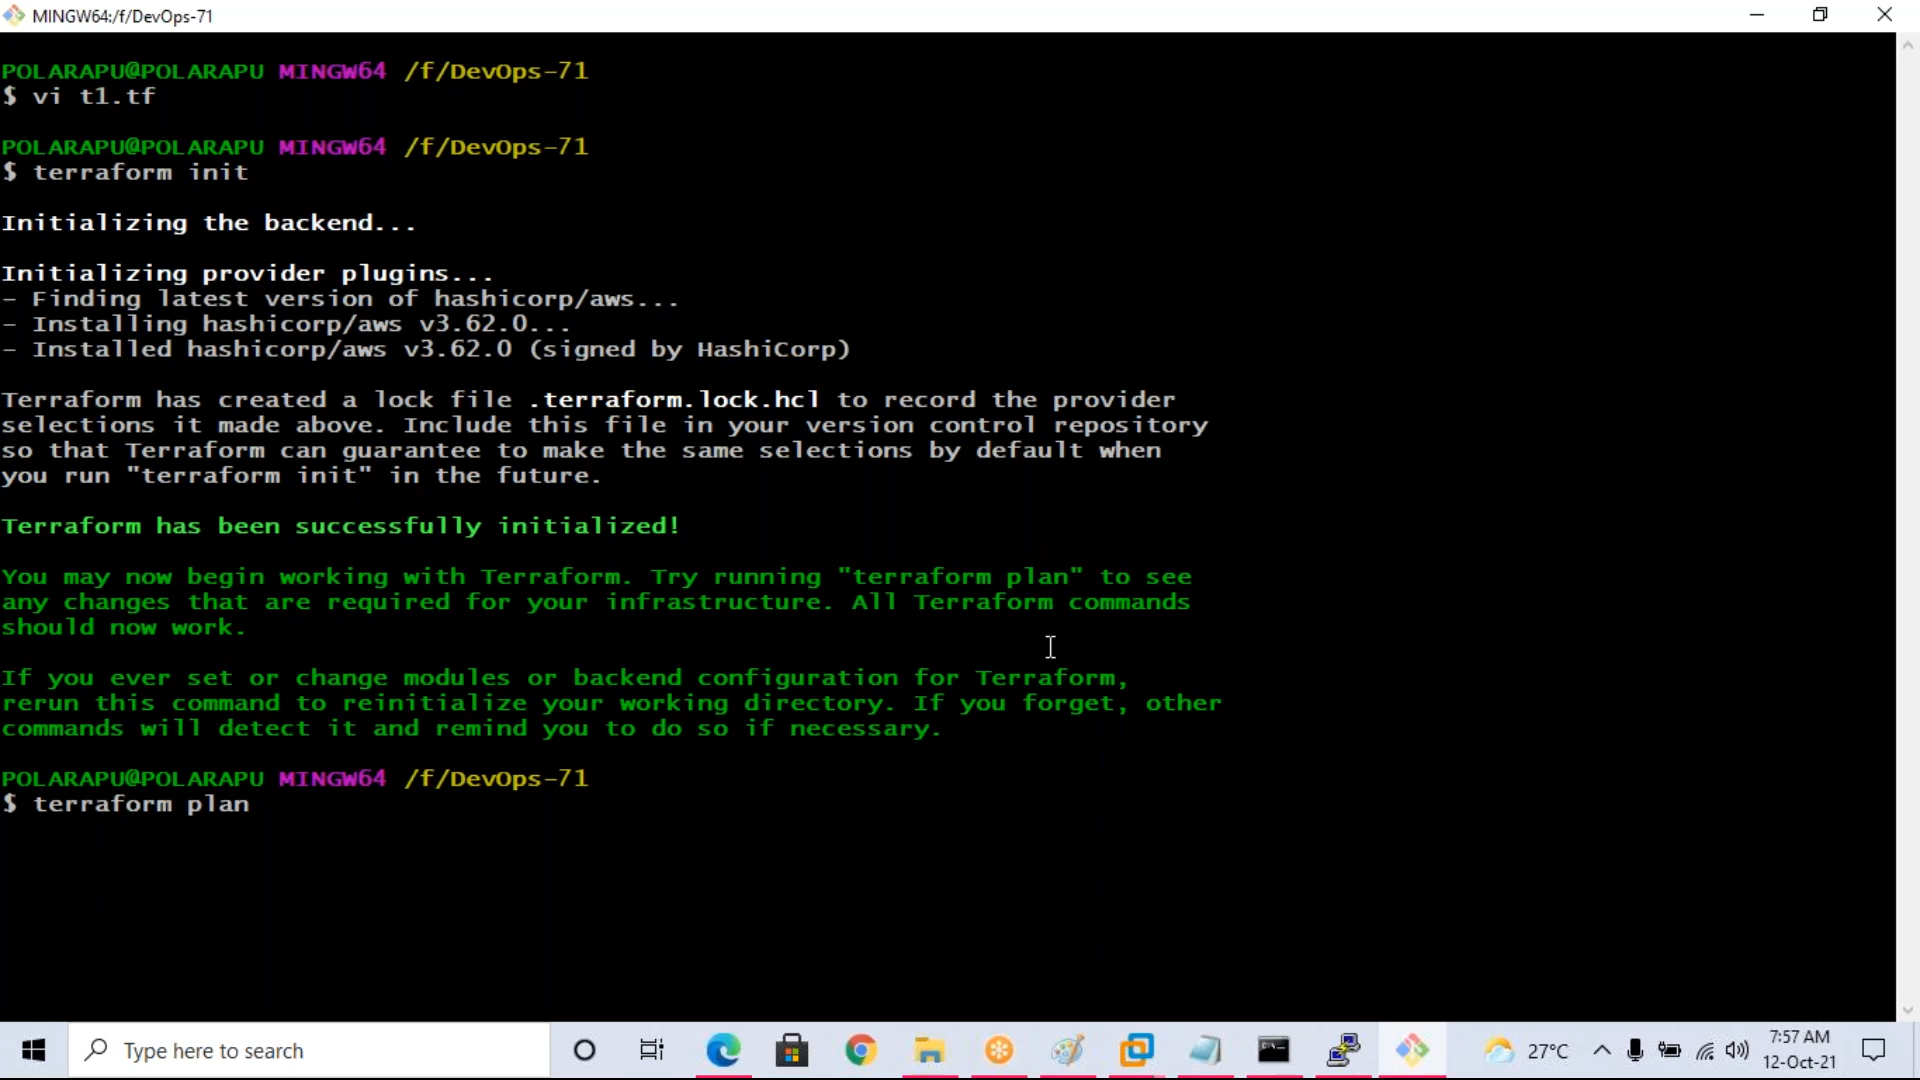 MINGW64:/f/DevOps-71
POLARAPU@POLARAPU MINGW64 /f/DevOps-71
$ vi t1.tf
POLARAPU@POLARAPU MINGW64 /f/DevOps-71
$ terraform init
Initializing the backend...
Initializing provider plugins...
- Finding latest version of hashicorp/aws...
- Installing hashicorp/aws v3.62.0...
- Installed hashicorp/aws v3.62.0 (signed by HashiCorp)
Terraform has created a lock file .terraform.lock.hcl to record the provider
selections it made above. Include this file in your version control repository
so that Terraform can guarantee to make the same selections by default when
you run "terraform init" in the future.
Terraform has been successfully initialized!
You may now begin working with Terraform. Try running "terraform plan" to see
any changes that are required for your infrastructure. All Terraform commands
should now work.
If you ever set or change modules or backend configuration for Terraform,
rerun this command to reinitialize your working directory. If you forget, other
commands will detect it and remind you to do so if necessary.
POLARAPU@POLARAPU MINGW64 /f/DevOps-71
$ terraform plan
Type here to search
27°C
7:57 AM
12-Oct-21